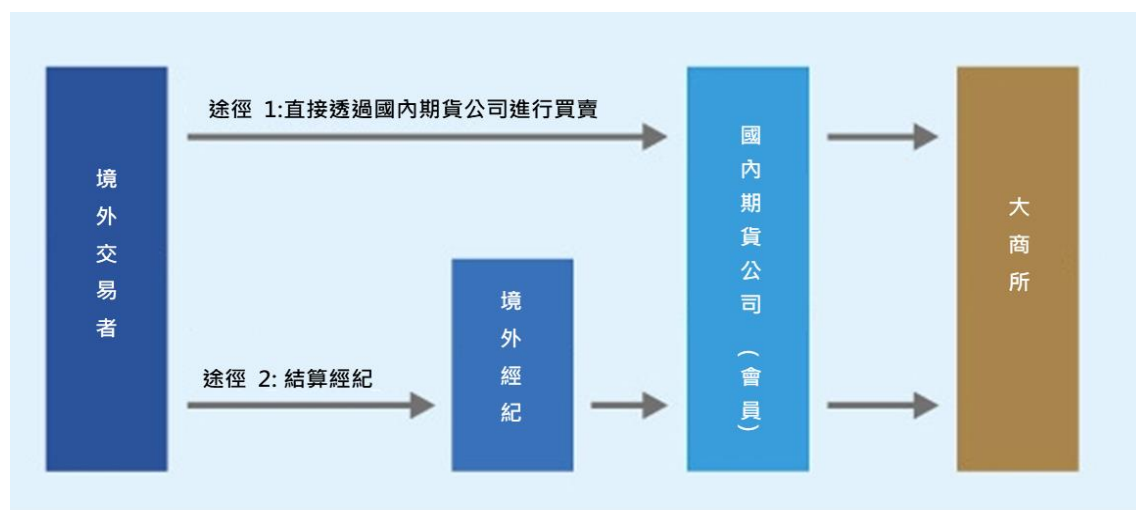 境外交易者
途徑 1:直接透過國內期貨公司進行買賣
途徑 2: 結算經紀
境外經紀
國內期貨公司（會員）
大商所